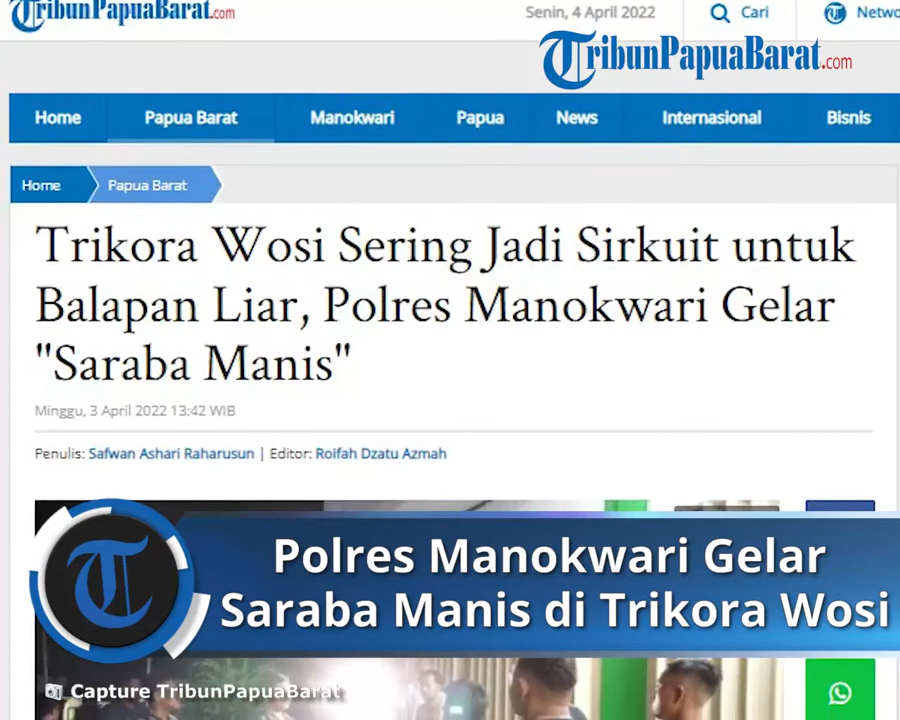 TribunPapuaBarat.com
Senin, 4 April 2022
Cari
Netwo
TribunPapuaBarat.com
Home
Papua Barat
Manokwari
Papua
News
Internasional
Bisnis
Home
Papua Barat
Trikora Wosi Sering Jadi Sirkuit untuk
Balapan Liar, Polres Manokwari Gelar
"Saraba Manis"
Minggu, 3 April 2022 13:42 WIB
Penulis: Safwan Ashari Raharusun | Editor: Roifah Dzatu Azmah
Polres Manokwari Gelar
Saraba Manis di Trikora Wosi
Capture TribunPapuaBarat